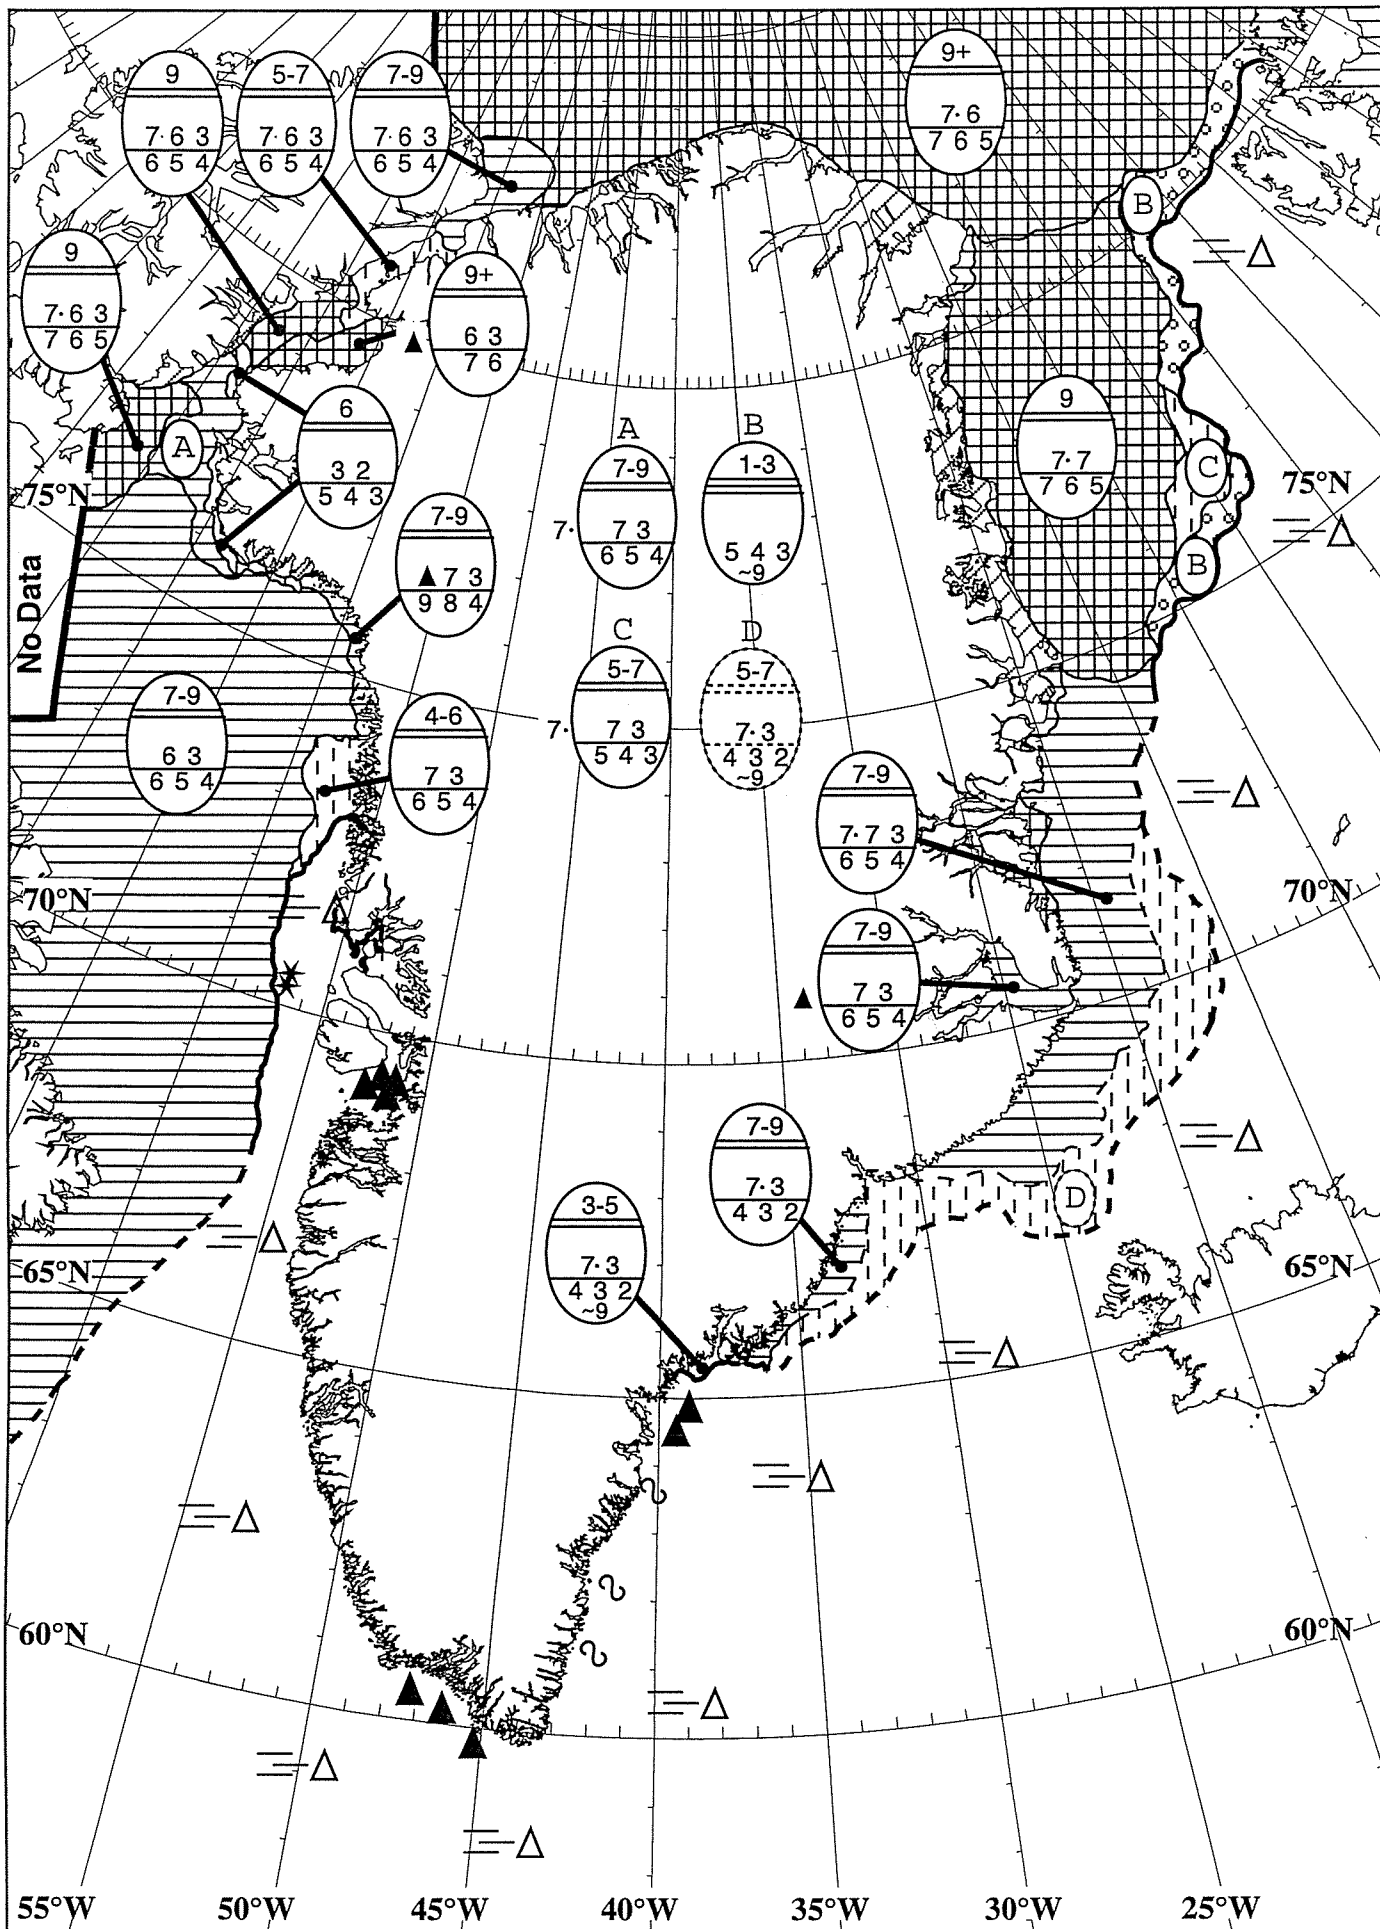 9
7·6 3
6 5 4
5-7
7·6 3
6 5 4
7-9
7·6 3
6 5 4
9+
7·6
7 6 5
B
9
7·6 3
7 6 5
9+
6 3
7 6
A
6
3 2
5 4 3
75°N
No Data
7-9
▲7 3
9 8 4
A
7-9
7·
7 3
6 5 4
B
1-3
5 4 3
~9
9
7·7
7 6 5
C
75°N
B
7-9
6 3
6 5 4
4-6
7 3
6 5 4
C
5-7
7·
7 3
5 4 3
D
5-7
7·3
4 3 2
~9
7-9
7·7 3
6 5 4
70°N
70°N
7-9
7 3
6 5 4
7-9
7·3
4 3 2
D
3-5
7·3
4 3 2
~9
65°N
65°N
60°N
60°N
55°W
50°W
45°W
40°W
35°W
30°W
25°W